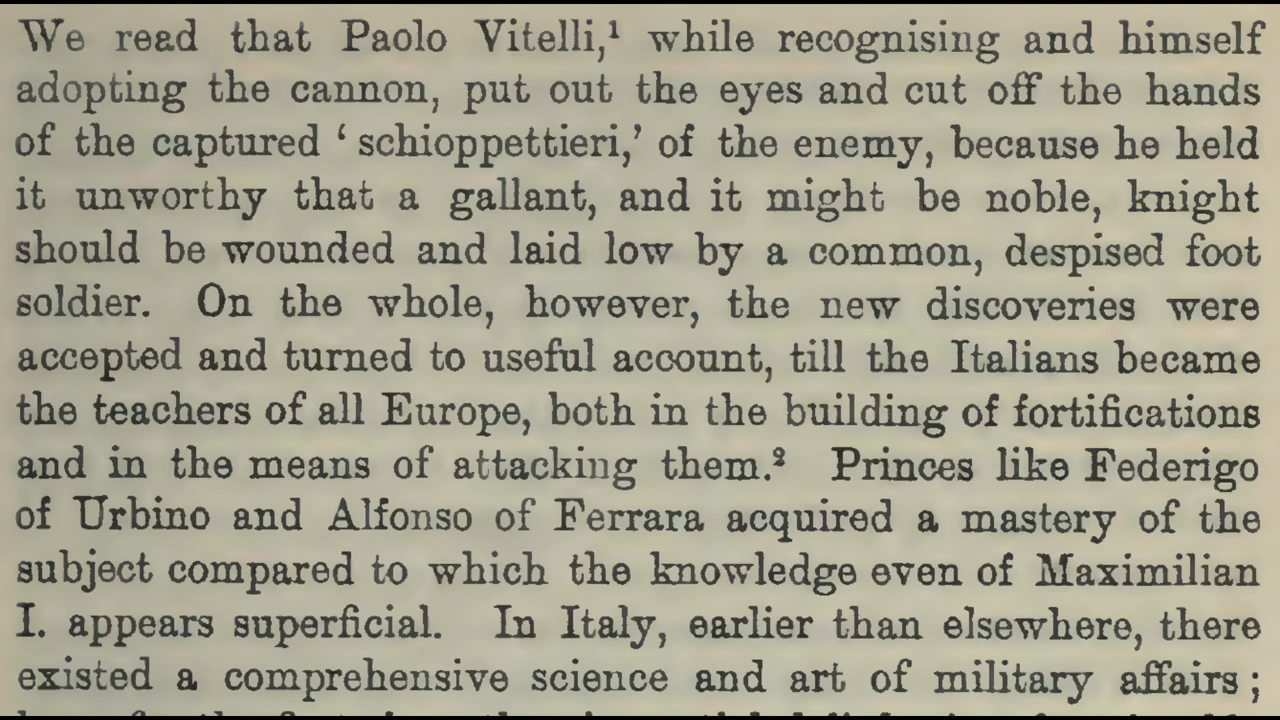 We read that Paolo Vitelli,¹ while recognising and himself
adopting the cannon, put out the eyes and cut off the hands
of the captured ‘ schioppettieri,’ of the enemy, because he held
it unworthy that a gallant, and it might be noble, knight
should be wounded and laid low by a common, despised foot
soldier. On the whole, however, the new discoveries were
accepted and turned to useful account, till the Italians became
the teachers of all Europe, both in the building of fortifications
and in the means of attacking them.² Princes like Federigo
of Urbino and Alfonso of Ferrara acquired a mastery of the
subject compared to which the knowledge even of Maximilian
I. appears superficial. In Italy, earlier than elsewhere, there
existed a comprehensive science and art of military affairs ;